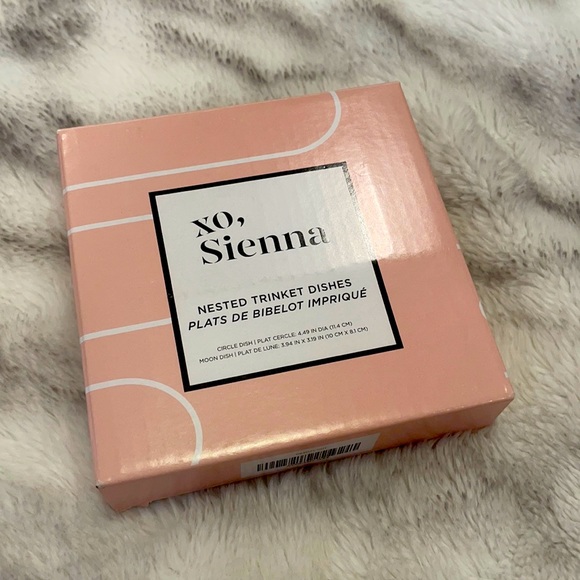 xo,
Sienna
NESTED TRINKET DISHES
PLATS DE BIBELOT IMPRIQUÉ
CIRCLE DISH | PLAT CERCLE: 4.49 IN DIA (11.4 CM)
MOON DISH | PLAT DE LUNE: 3.94 IN X 3.19 IN (10 CM X 8.1 CM)